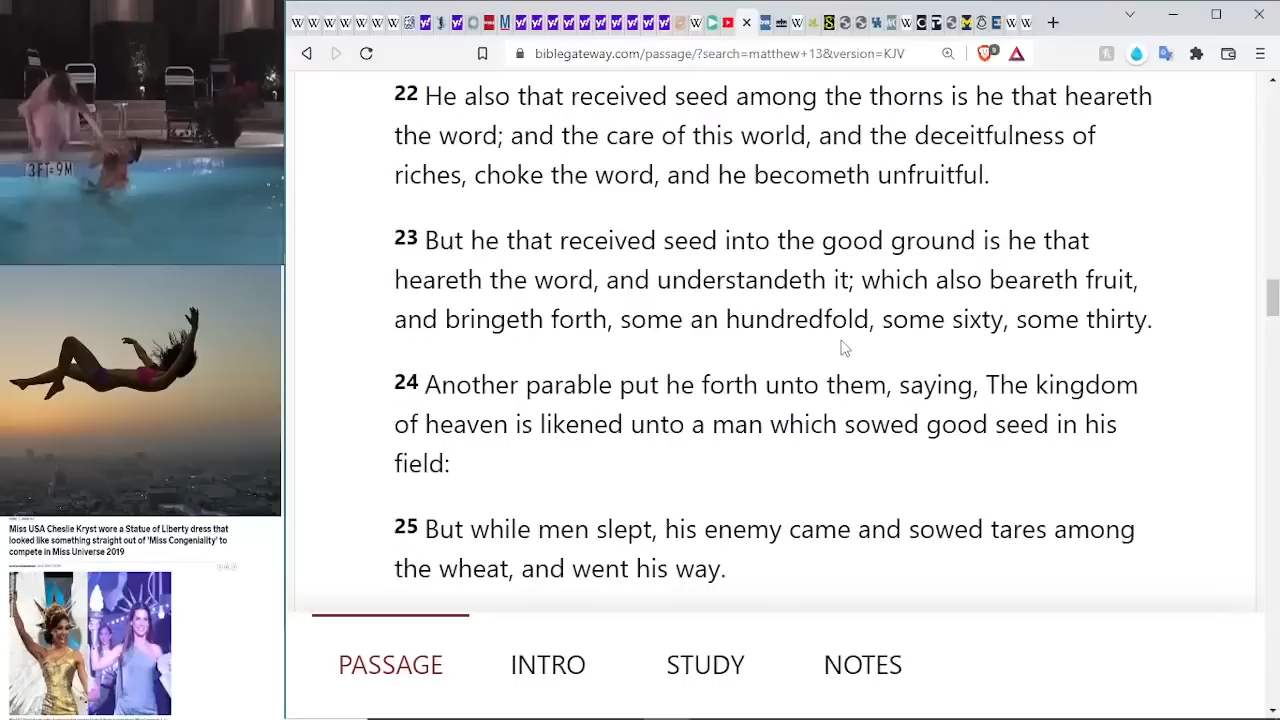 3FT=9M
Miss USA Cheslie Kryst wore a Statue of Liberty dress that
looked like something straight out of 'Miss Congeniality' to
compete in Miss Universe 2019
biblegateway.com/passage/?search=matthew+13&version=KJV
22 He also that received seed among the thorns is he that heareth
the word; and the care of this world, and the deceitfulness of
riches, choke the word, and he becometh unfruitful.
23 But he that received seed into the good ground is he that
heareth the word, and understandeth it; which also beareth fruit,
and bringeth forth, some an hundredfold, some sixty, some thirty.
24 Another parable put he forth unto them, saying, The kingdom
of heaven is likened unto a man which sowed good seed in his
field:
25 But while men slept, his enemy came and sowed tares among
the wheat, and went his way.
PASSAGE INTRO STUDY NOTES